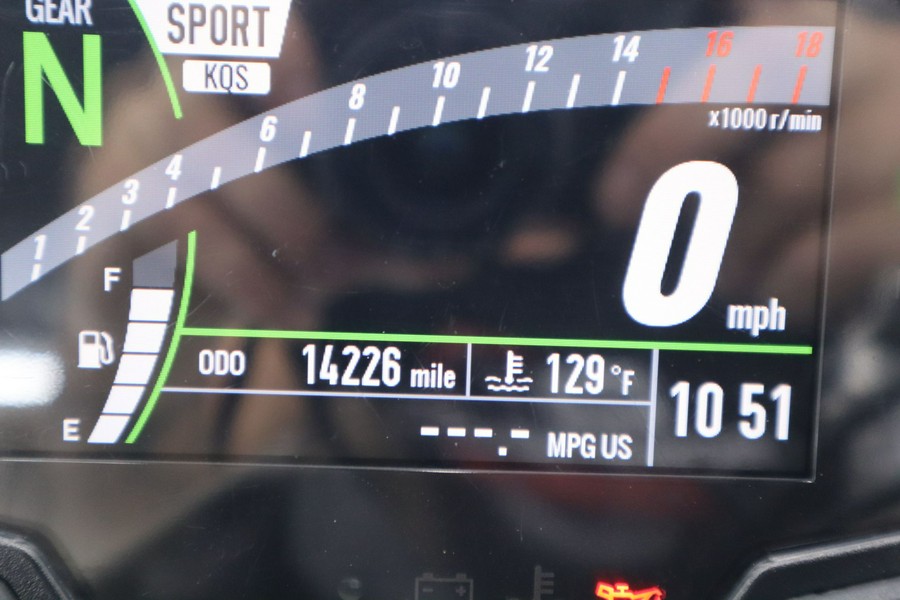 GEAR
N
SPORT
KQS
1 2 3 4 6 8 10 12 14 16 18
x1000 r/min
0 mph
F
E
ODO 14226 mile
129 °F
10 51
----.- MPG US